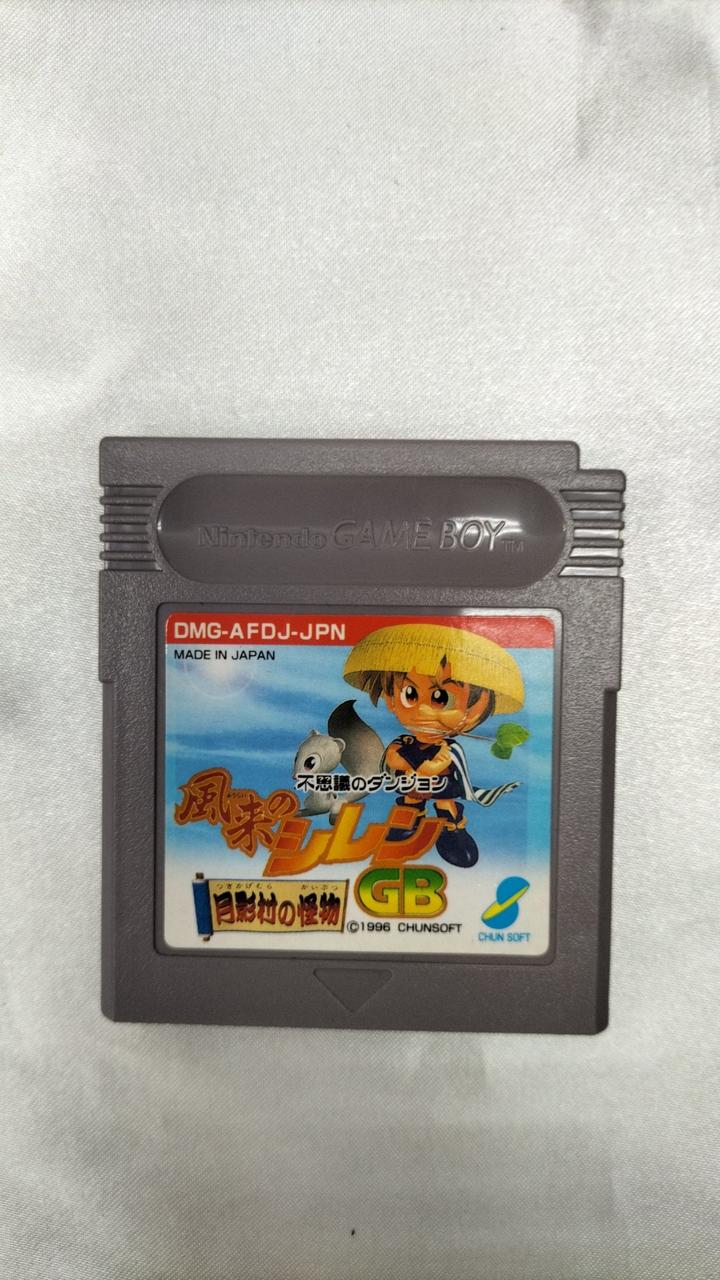 Nintendo GAME BOY TM
DMG-AFDJ-JPN
MADE IN JAPAN
不思議のダンジョン
風来の
シレン
GB
つきかげむら かいぶつ
月影村の怪物
©1996 CHUNSOFT
CHUN SOFT